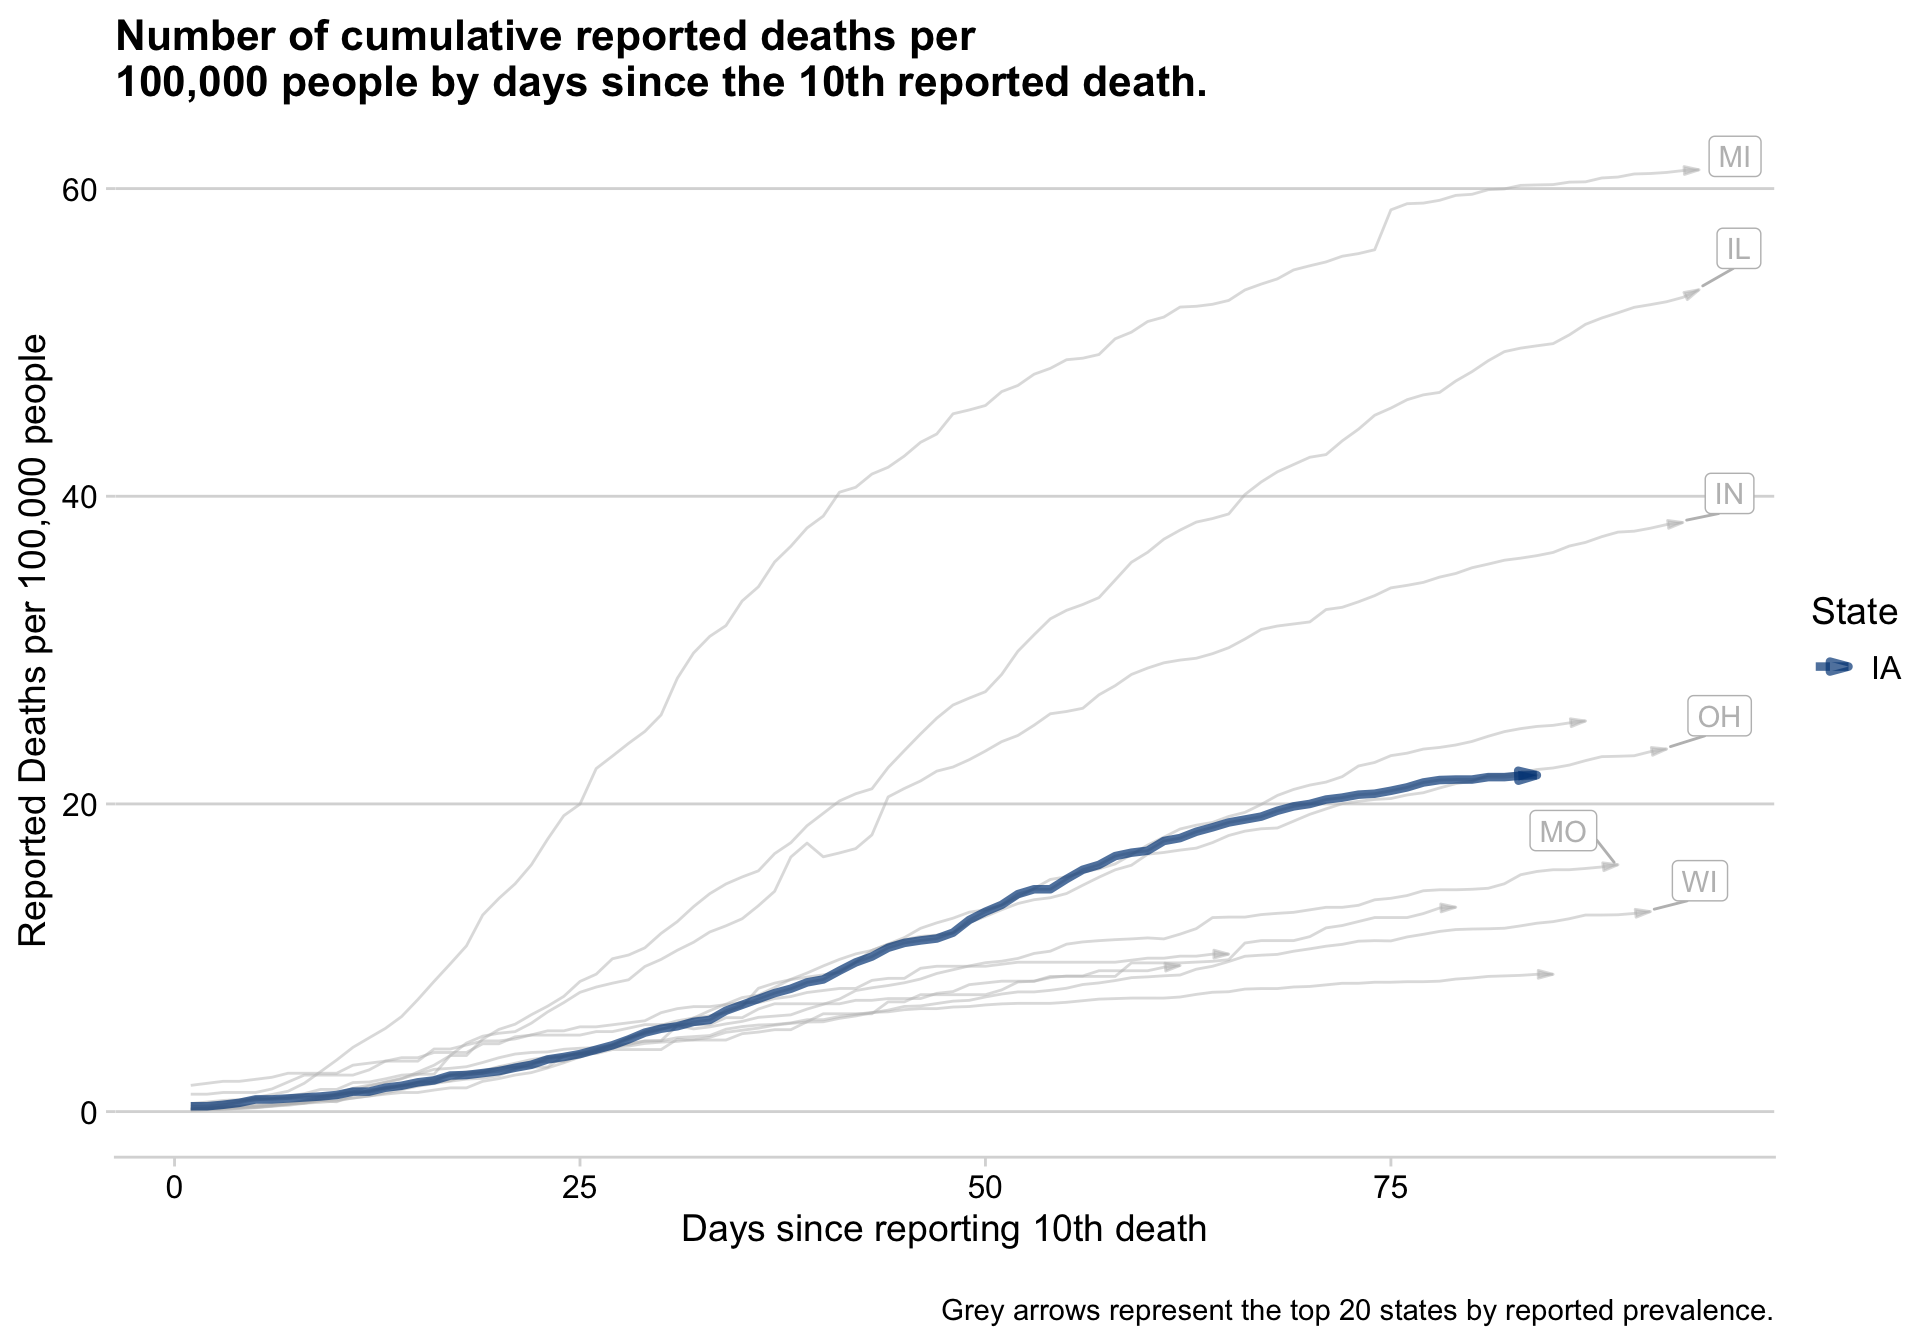 Number of cumulative reported deaths per
100,000 people by days since the 10th reported death.
Reported Deaths per 100,000 people
60
40
20
0
MI
IL
IN
OH
MO
WI
State
IA
0
25
50
75
Days since reporting 10th death
Grey arrows represent the top 20 states by reported prevalence.